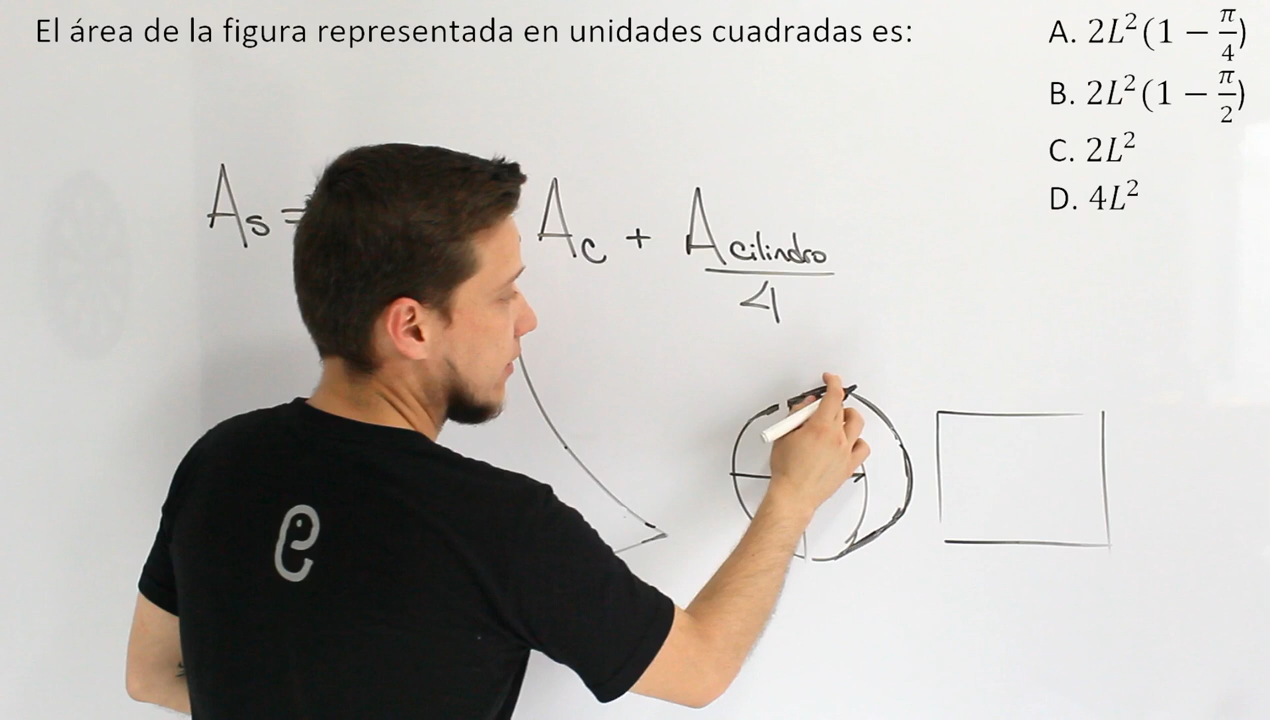 El área de la figura representada en unidades cuadradas es:
A. 2L²(1 − π/4)
B. 2L²(1 − π/2)
C. 2L²
D. 4L²
As = Ac + Acilindro
4
e